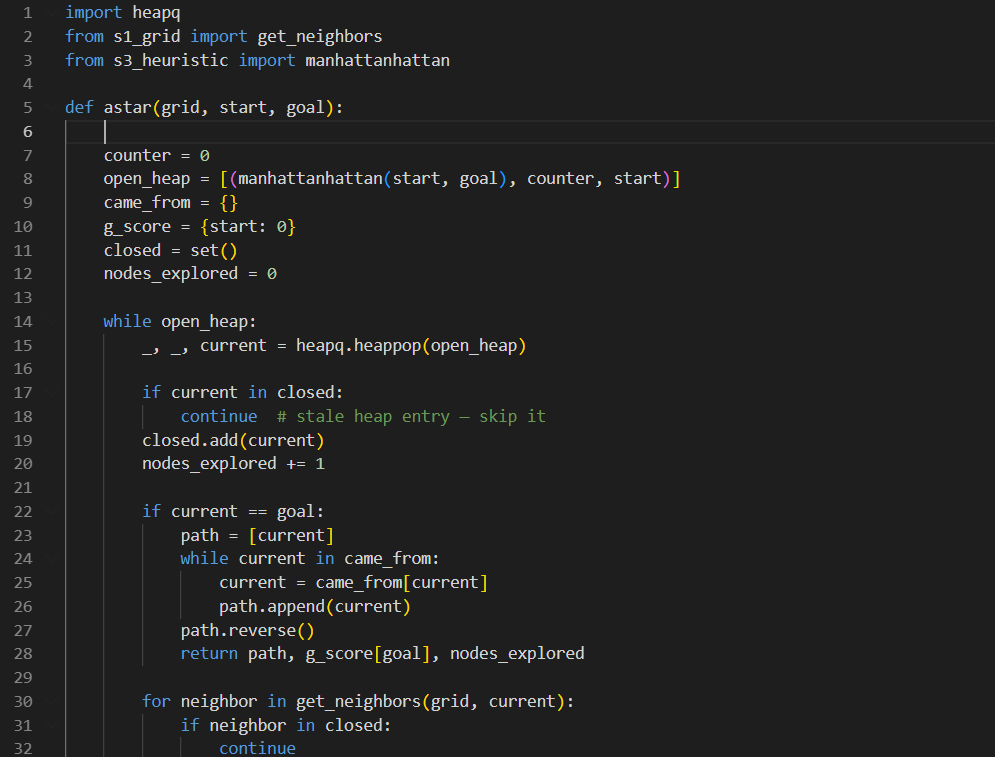 1 import heapq
2 from s1_grid import get_neighbors
3 from s3_heuristic import manhattanhattan
4
5 def astar(grid, start, goal):
6
7     counter = 0
8     open_heap = [(manhattanhattan(start, goal), counter, start)]
9     came_from = {}
10     g_score = {start: 0}
11     closed = set()
12     nodes_explored = 0
13
14     while open_heap:
15         _, _, current = heapq.heappop(open_heap)
16
17         if current in closed:
18             continue  # stale heap entry — skip it
19         closed.add(current)
20         nodes_explored += 1
21
22         if current == goal:
23             path = [current]
24             while current in came_from:
25                 current = came_from[current]
26                 path.append(current)
27             path.reverse()
28             return path, g_score[goal], nodes_explored
29
30         for neighbor in get_neighbors(grid, current):
31             if neighbor in closed:
32                 continue